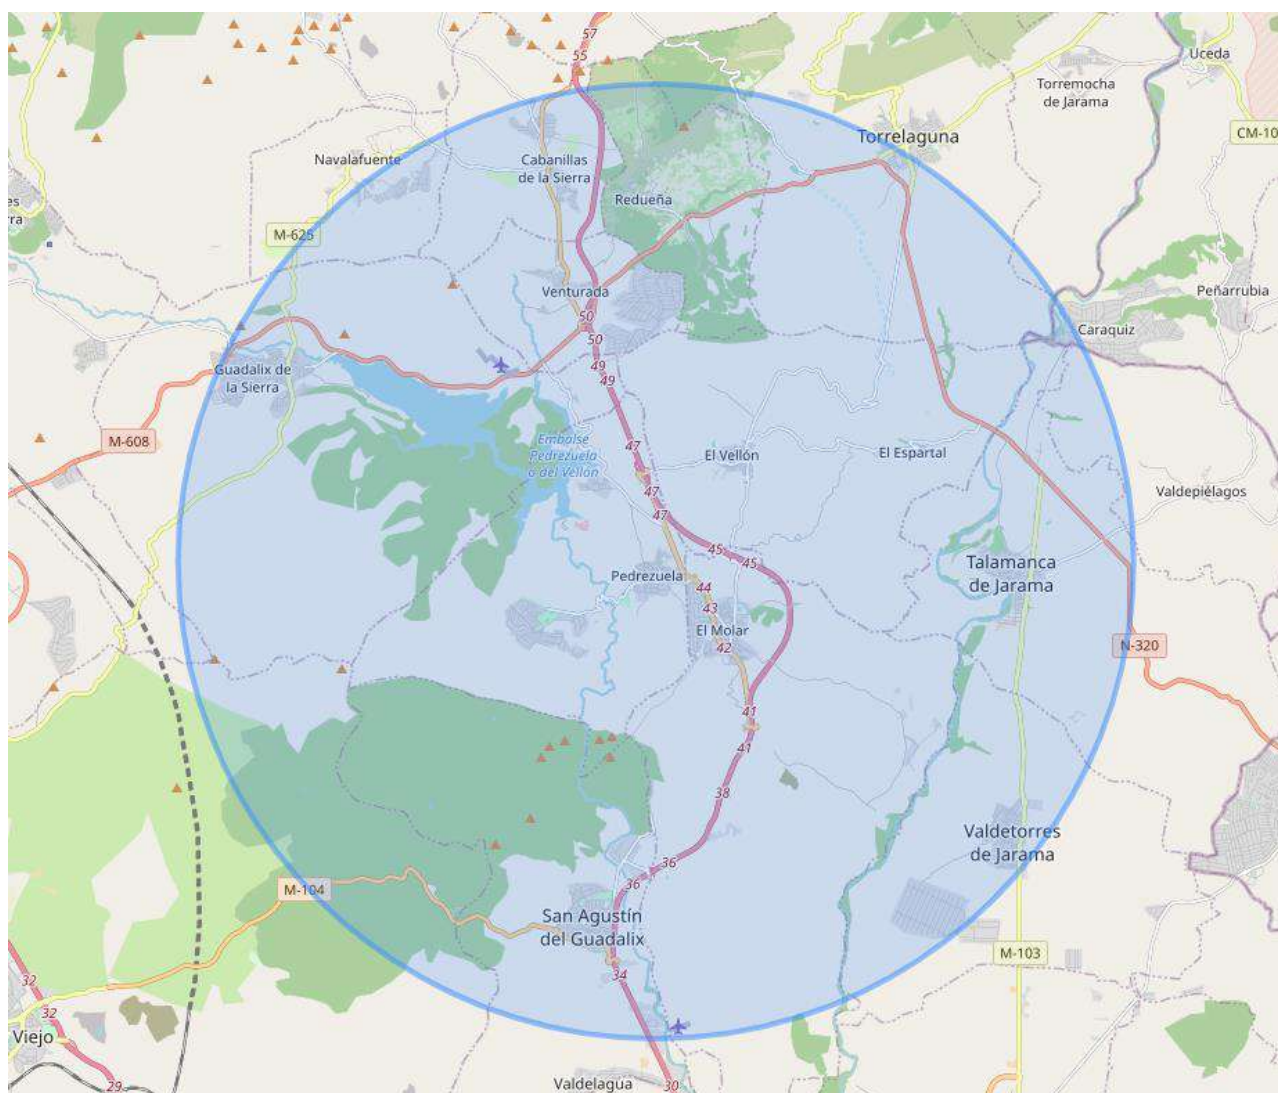 57
55
Uceda
Torremocha
de Jarama
CM-10
Torrelaguna
Navalafuente
Cabanillas
de la Sierra
Redueña
es
rra
M-625
Venturada
Peñarrubia
50
Caraquiz
50
49
49
Guadalix de
la Sierra
M-608
47
Embalse
Pedrezuela
o del Vellón
El Vellón
El Espartal
47
Valdepiélagos
47
45
45
Talamanca
de Jarama
Pedrezuela
44
43
El Molar
42
N-320
41
41
38
Valdetorres
de Jarama
36
36
M-104
San Agustín
del Guadalix
M-103
34
32
32
Viejo
29
Valdelagua
30